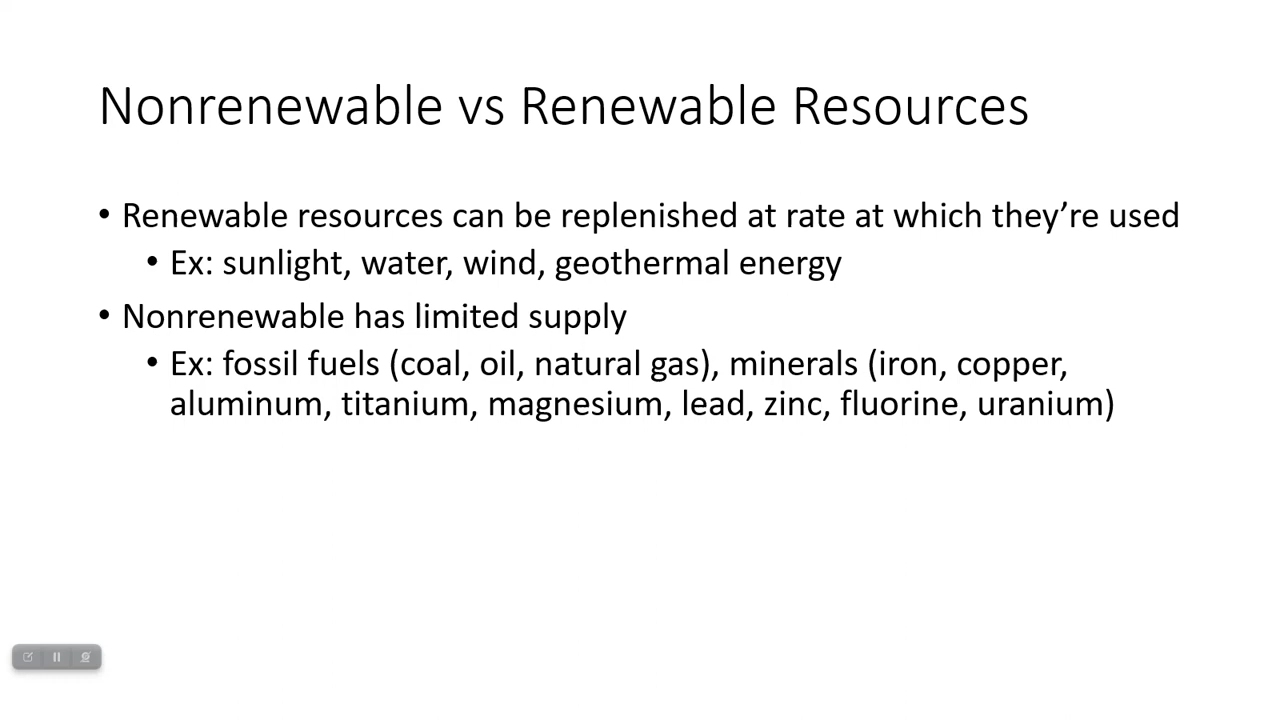 Nonrenewable vs Renewable Resources
• Renewable resources can be replenished at rate at which they’re used
• Ex: sunlight, water, wind, geothermal energy
• Nonrenewable has limited supply
• Ex: fossil fuels (coal, oil, natural gas), minerals (iron, copper,
aluminum, titanium, magnesium, lead, zinc, fluorine, uranium)